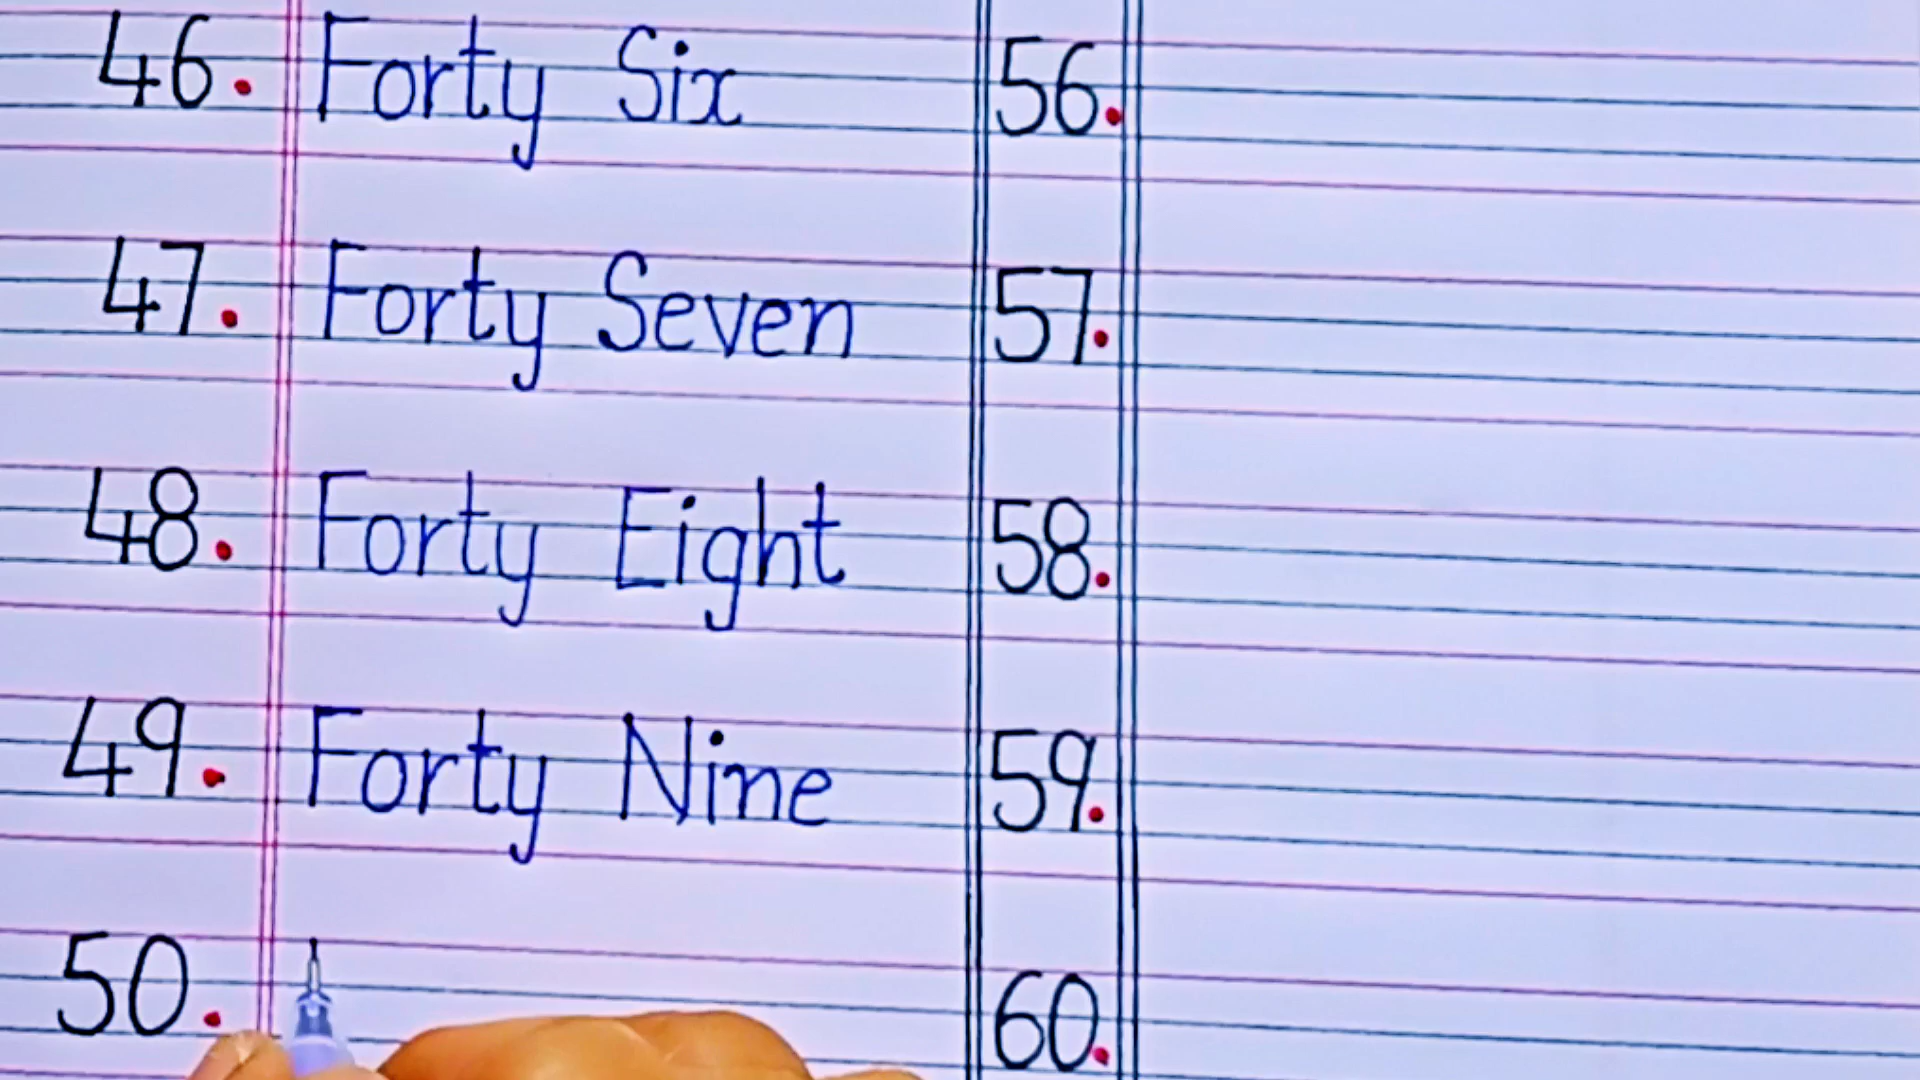 46. Forty Six 56.
47. Forty Seven 57.
48. Forty Eight 58.
49. Forty Nine 59.
50. 60.